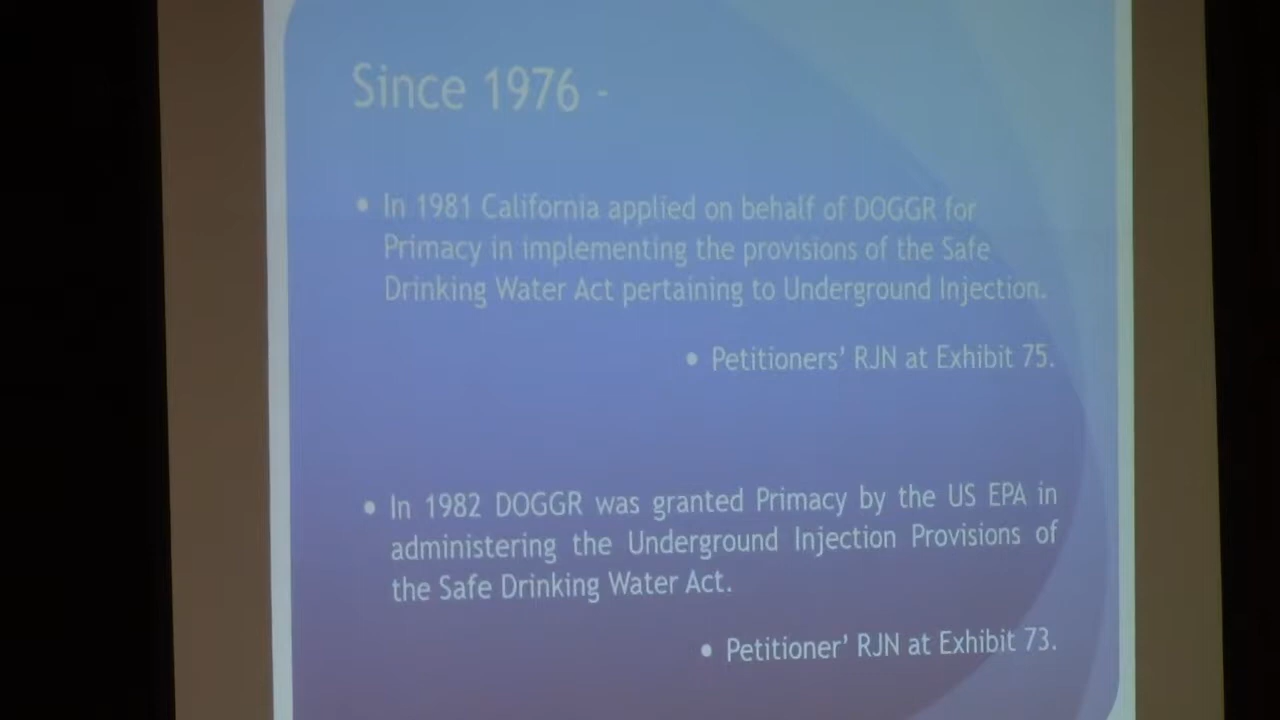 Since 1976 -
• In 1981 California applied on behalf of DOGGR for
Primacy in implementing the provisions of the Safe
Drinking Water Act pertaining to Underground Injection.
• Petitioners’ RJN at Exhibit 75.
• In 1982 DOGGR was granted Primacy by the US EPA in
administering the Underground Injection Provisions of
the Safe Drinking Water Act.
• Petitioner’ RJN at Exhibit 73.